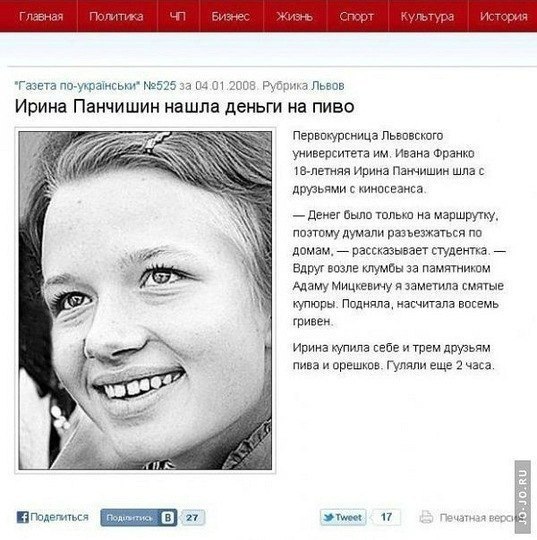 Главная Политика ЧП Бизнес Жизнь Спорт Культура История
"Газета по-українськи" №525 за 04.01.2008. Рубрика Львов
Ирина Панчишин нашла деньги на пиво
Первокурсница Львовского
университета им. Ивана Франко
18-летняя Ирина Панчишин шла с
друзьями с киносеанса.
— Денег было только на маршрутку,
поэтому думали разъезжаться по
домам, — рассказывает студентка. —
Вдруг возле клумбы за памятником
Адаму Мицкевичу я заметила смятые
купюры. Подняла, насчитала восемь
гривен.
Ирина купила себе и трем друзьям
пива и орешков. Гуляли еще 2 часа.
Поделиться Поділитись B 27 Tweet 17 Печатная верси
JO-JO.RU